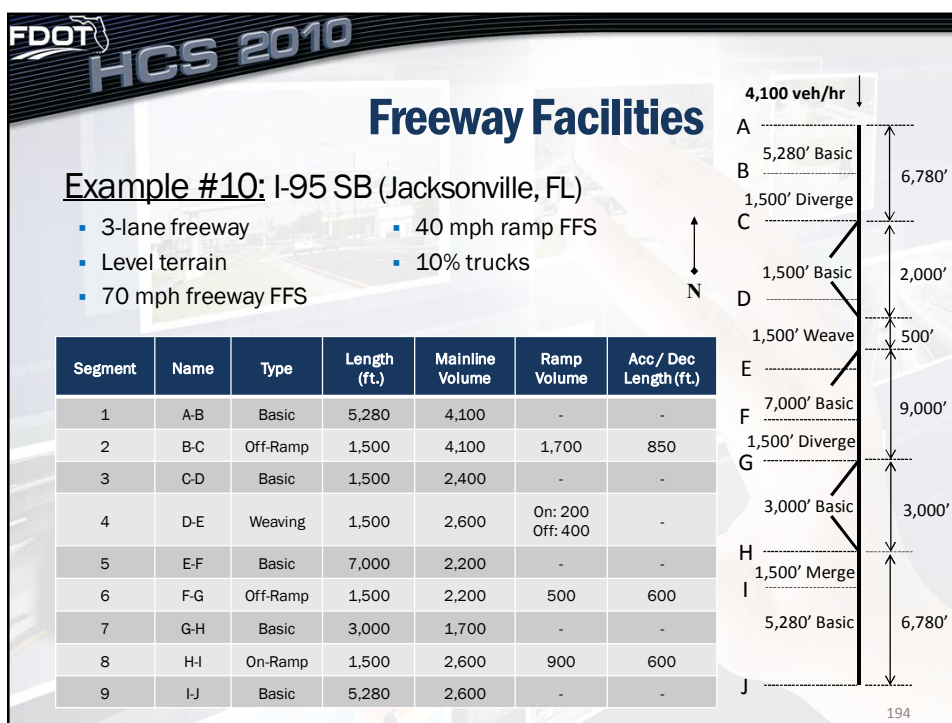 FDOT
HCS 2010
Freeway Facilities
Example #10: I-95 SB (Jacksonville, FL)
▪ 3-lane freeway
▪ Level terrain
▪ 70 mph freeway FFS
▪ 40 mph ramp FFS
▪ 10% trucks
N
Segment Name Type Length (ft.) Mainline Volume Ramp Volume Acc / Dec Length (ft.)
1 A-B Basic 5,280 4,100 - -
2 B-C Off-Ramp 1,500 4,100 1,700 850
3 C-D Basic 1,500 2,400 - -
4 D-E Weaving 1,500 2,600 On: 200 Off: 400 -
5 E-F Basic 7,000 2,200 - -
6 F-G Off-Ramp 1,500 2,200 500 600
7 G-H Basic 3,000 1,700 - -
8 H-I On-Ramp 1,500 2,600 900 600
9 I-J Basic 5,280 2,600 - -
4,100 veh/hr
A
5,280' Basic
6,780'
B
1,500' Diverge
C
1,500' Basic
2,000'
D
1,500' Weave
500'
E
7,000' Basic
9,000'
F
1,500' Diverge
G
3,000' Basic
3,000'
H
1,500' Merge
I
5,280' Basic
6,780'
J
194